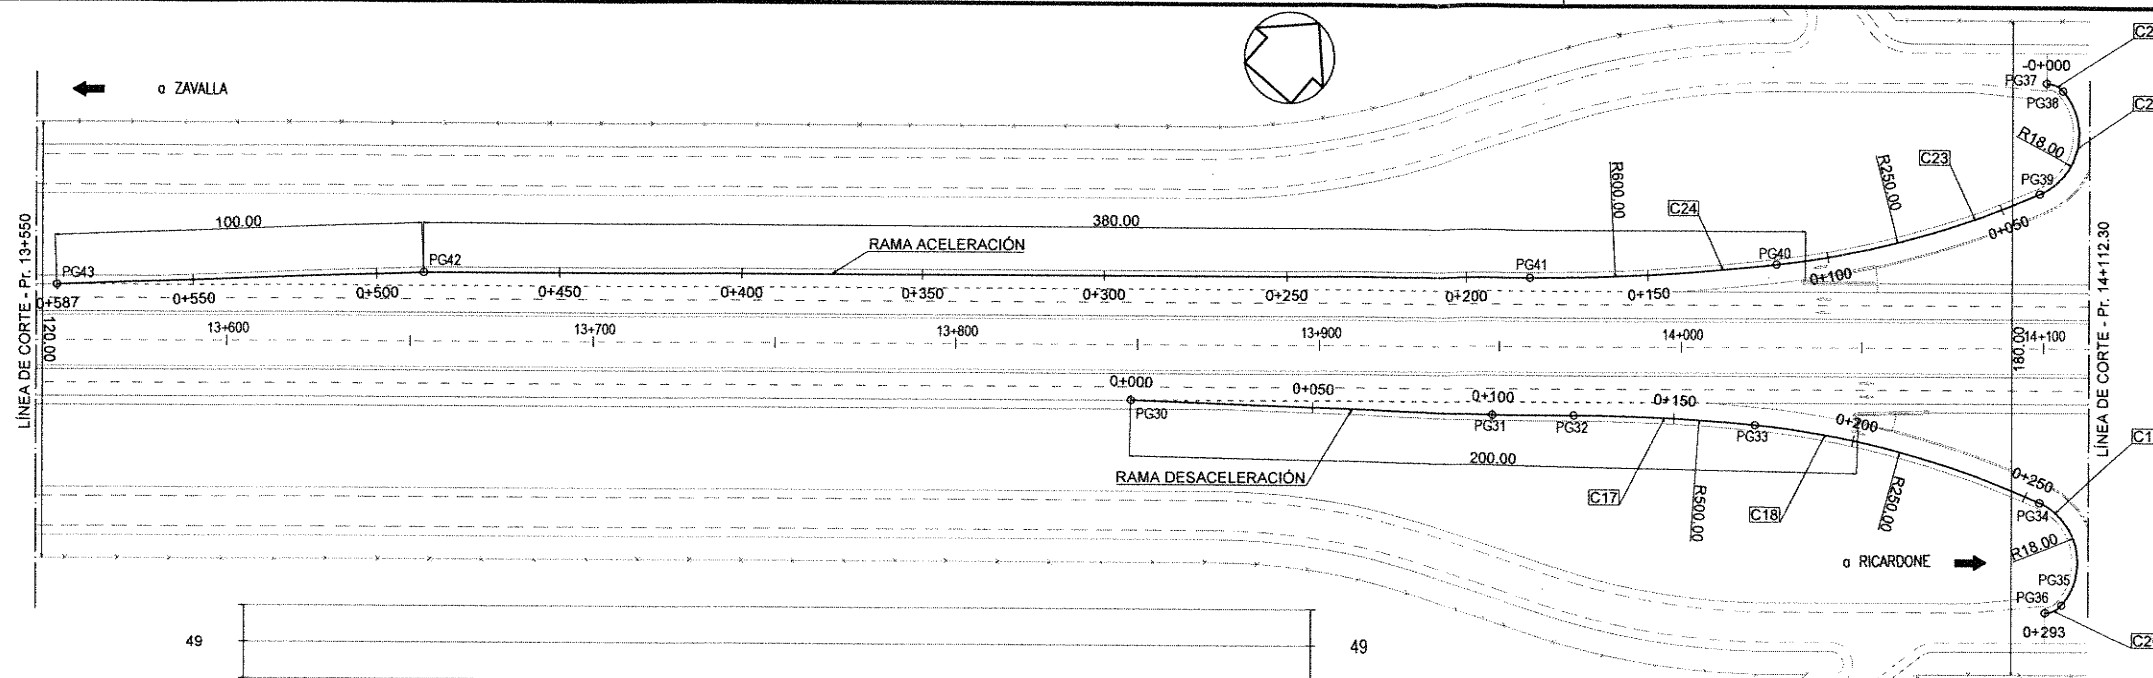 a ZAVALLA
LÍNEA DE CORTE - Pr. 13+550
120.00
100.00
380.00
RAMA ACELERACIÓN
PG43
PG42
PG41
PG40
PG39
PG38
PG37
-0+000
R600.00
C24
R250.00
C23
R18.00
0+587
0+550
0+500
0+450
0+400
0+350
0+300
0+250
0+200
0+150
0+100
0+050
13+600
13+700
13+800
13+900
14+000
14+100
180.00
LÍNEA DE CORTE - Pr. 14+112.30
0+000
0+050
0+100
0+150
0+200
0+250
PG30
PG31
PG32
PG33
PG34
200.00
RAMA DESACELERACIÓN
C17
R500.00
C18
R250.00
R18.00
a RICARDONE
PG35
PG36
0+293
49
49